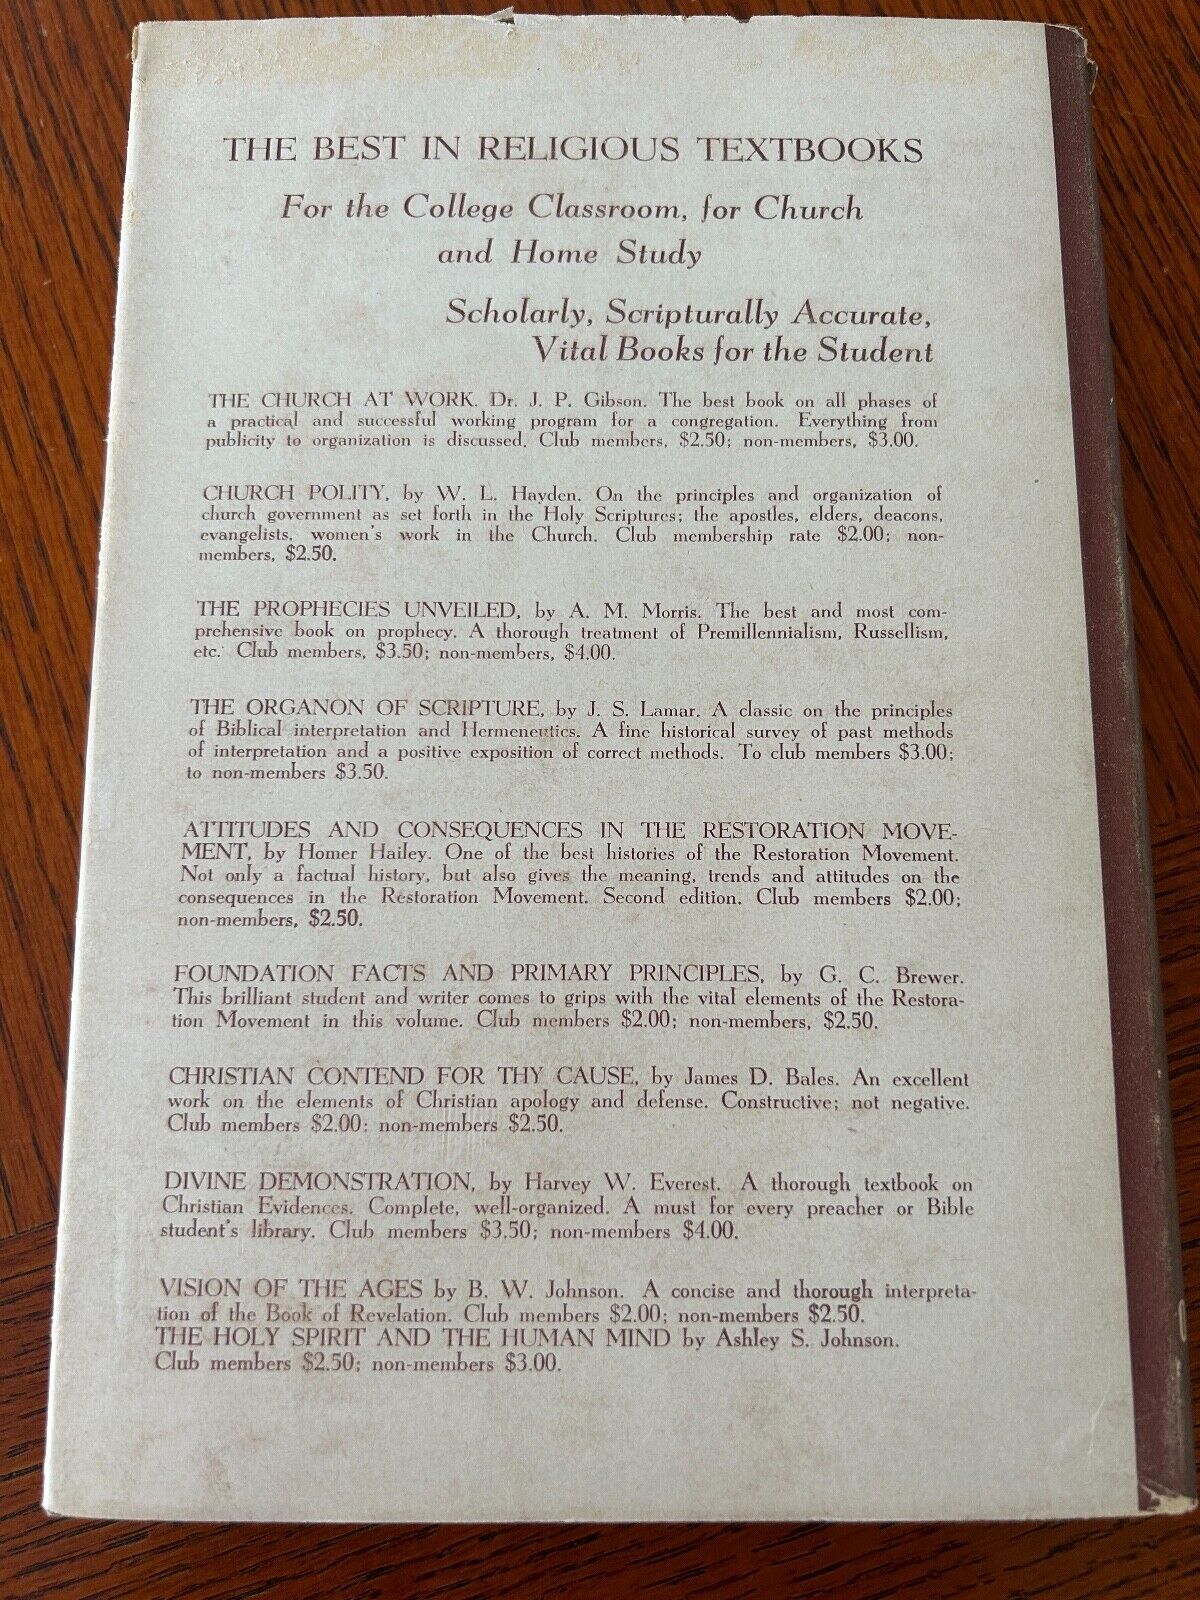 THE BEST IN RELIGIOUS TEXTBOOKS
For the College Classroom, for Church
and Home Study
Scholarly, Scripturally Accurate,
Vital Books for the Student
THE CHURCH AT WORK. Dr. J. P. Gibson. The best book on all phases of
a practical and successful working program for a congregation. Everything from
publicity to organization is discussed. Club members, $2.50; non-members, $3.00.
CHURCH POLITY, by W. L. Hayden. On the principles and organization of
church government as set forth in the Holy Scriptures; the apostles, elders, deacons,
evangelists, women's work in the Church. Club membership rate $2.00; non-
members, $2.50.
THE PROPHECIES UNVEILED, by A. M. Morris. The best and most com-
prehensive book on prophecy. A thorough treatment of Premillennialism, Russellism,
etc. Club members, $3.50; non-members, $4.00.
THE ORGANON OF SCRIPTURE, by J. S. Lamar. A classic on the principles
of Biblical interpretation and Hermeneutics. A fine historical survey of past methods
of interpretation and a positive exposition of correct methods. To club members $3.00;
to non-members $3.50.
ATTITUDES AND CONSEQUENCES IN THE RESTORATION MOVE-
MENT, by Homer Hailey. One of the best histories of the Restoration Movement.
Not only a factual history, but also gives the meaning, trends and attitudes on the
consequences in the Restoration Movement. Second edition. Club members $2.00;
non-members, $2.50.
FOUNDATION FACTS AND PRIMARY PRINCIPLES, by G. C. Brewer.
This brilliant student and writer comes to grips with the vital elements of the Restora-
tion Movement in this volume. Club members $2.00; non-members, $2.50.
CHRISTIAN CONTEND FOR THY CAUSE, by James D. Bales. An excellent
work on the elements of Christian apology and defense. Constructive; not negative.
Club members $2.00; non-members $2.50.
DIVINE DEMONSTRATION, by Harvey W. Everest. A thorough textbook on
Christian Evidences. Complete, well-organized. A must for every preacher or Bible
student's library. Club members $3.50; non-members $4.00.
VISION OF THE AGES by B. W. Johnson. A concise and thorough interpreta-
tion of the Book of Revelation. Club members $2.00; non-members $2.50.
THE HOLY SPIRIT AND THE HUMAN MIND by Ashley S. Johnson.
Club members $2.50; non-members $3.00.